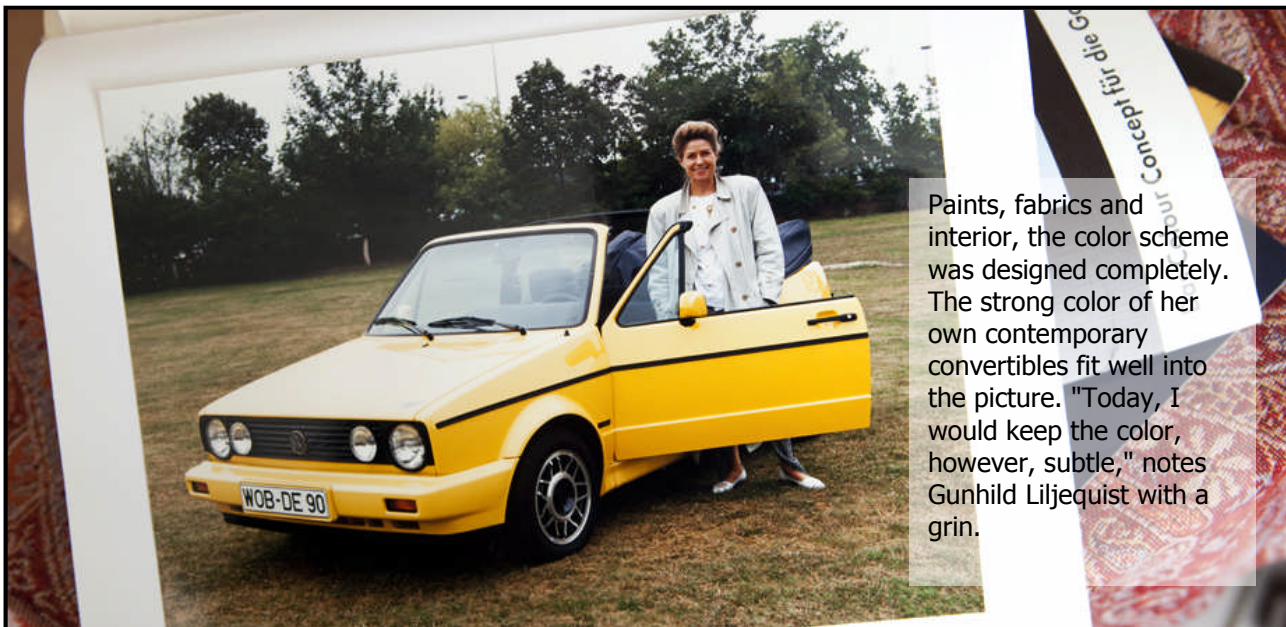 Colour Concept für die Go
Paints, fabrics and
interior, the color scheme
was designed completely.
The strong color of her
own contemporary
convertibles fit well into
the picture. "Today, I
would keep the color,
however, subtle," notes
Gunhild Liljequist with a
grin.
WOB-DE 90